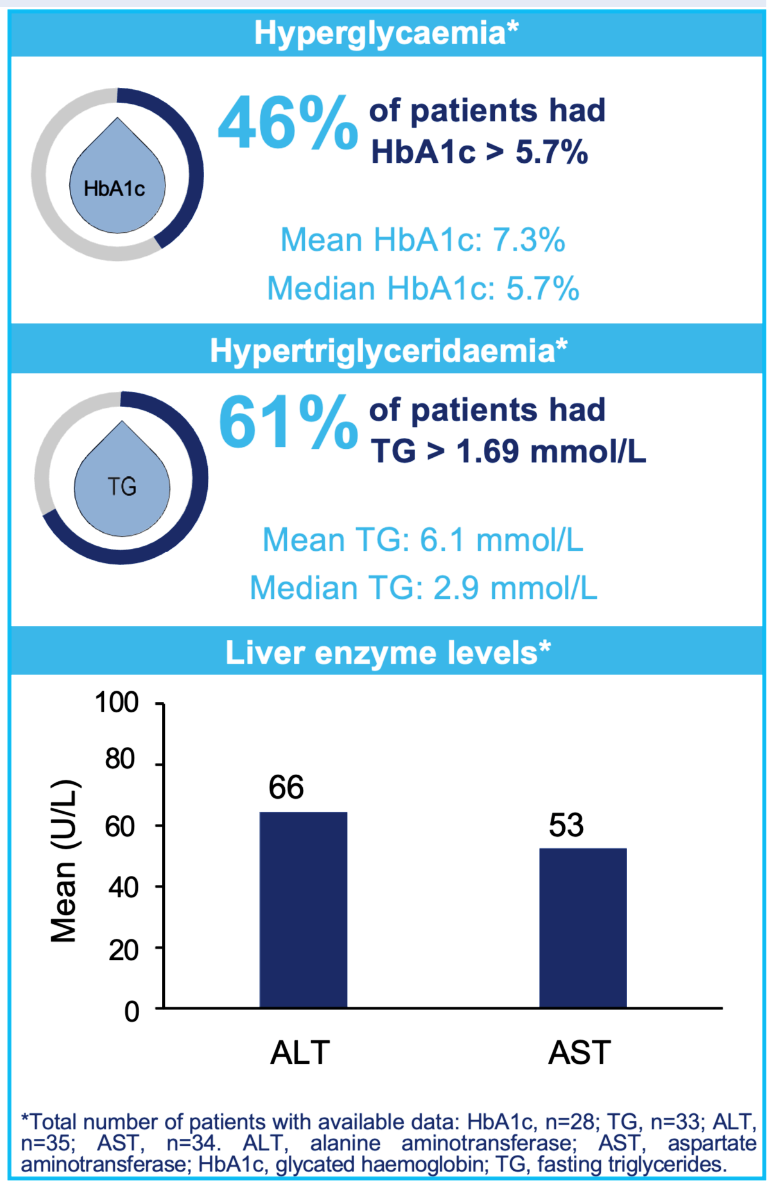 Hyperglycaemia*
HbA1c
46% of patients had
HbA1c > 5.7%
Mean HbA1c: 7.3%
Median HbA1c: 5.7%
Hypertriglyceridaemia*
TG
61% of patients had
TG > 1.69 mmol/L
Mean TG: 6.1 mmol/L
Median TG: 2.9 mmol/L
Liver enzyme levels*
Mean (U/L)
100
80
60
40
20
0
66
53
ALT
AST
*Total number of patients with available data: HbA1c, n=28; TG, n=33; ALT,
n=35; AST, n=34. ALT, alanine aminotransferase; AST, aspartate
aminotransferase; HbA1c, glycated haemoglobin; TG, fasting triglycerides.